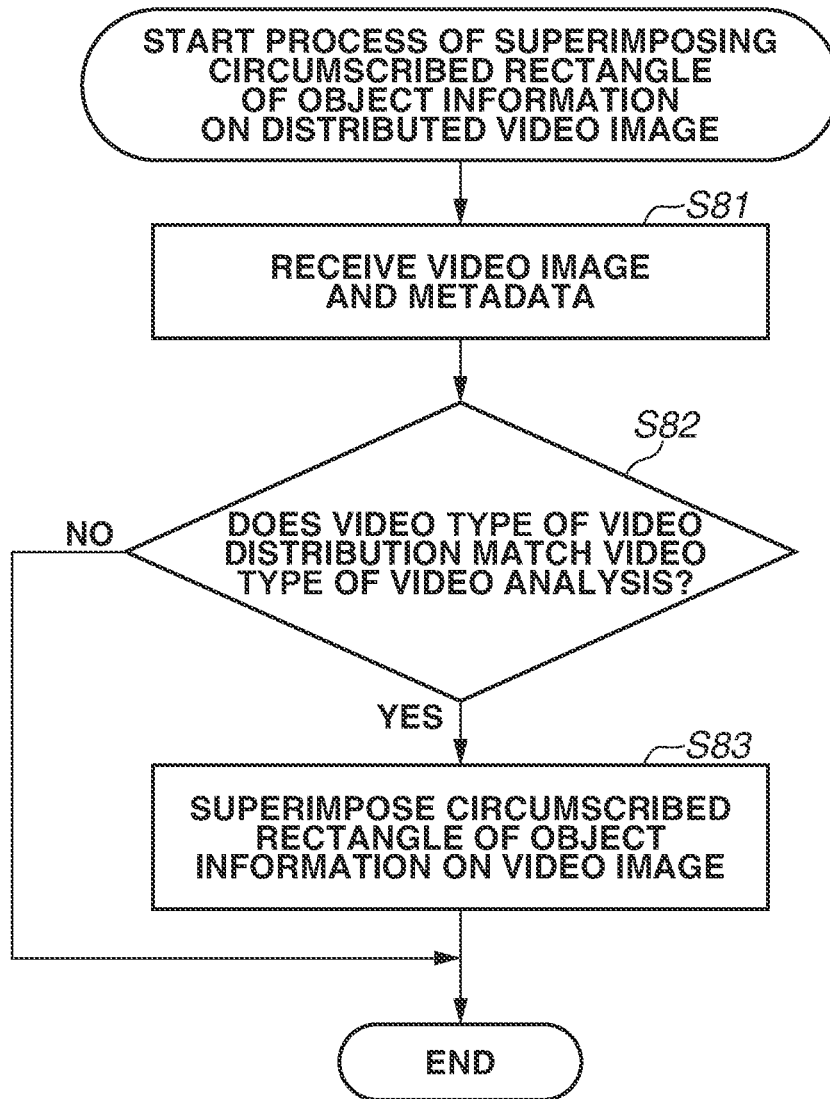 START PROCESS OF SUPERIMPOSING
CIRCUMSCRIBED RECTANGLE
OF OBJECT INFORMATION
ON DISTRIBUTED VIDEO IMAGE
S81
RECEIVE VIDEO IMAGE
AND METADATA
S82
NO
DOES VIDEO TYPE OF VIDEO
DISTRIBUTION MATCH VIDEO
TYPE OF VIDEO ANALYSIS?
YES
S83
SUPERIMPOSE CIRCUMSCRIBED
RECTANGLE OF OBJECT
INFORMATION ON VIDEO IMAGE
END